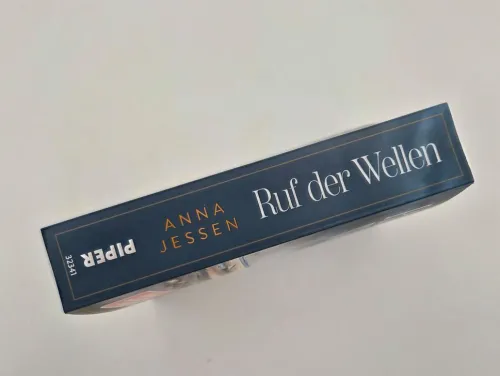 Ruf der Wellen
ANNA
JESSEN
PIPER
32341